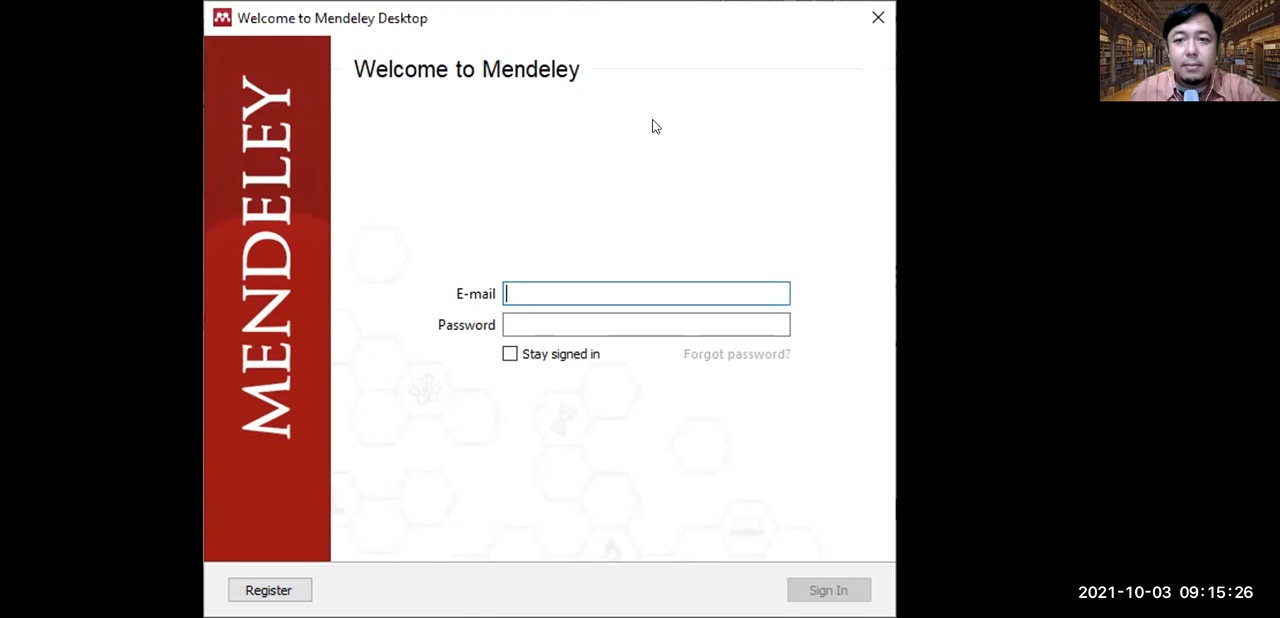 Welcome to Mendeley Desktop
Welcome to Mendeley
MENDELEY
E-mail
Password
Stay signed in Forgot password?
Register Sign In
2021-10-03 09:15:26